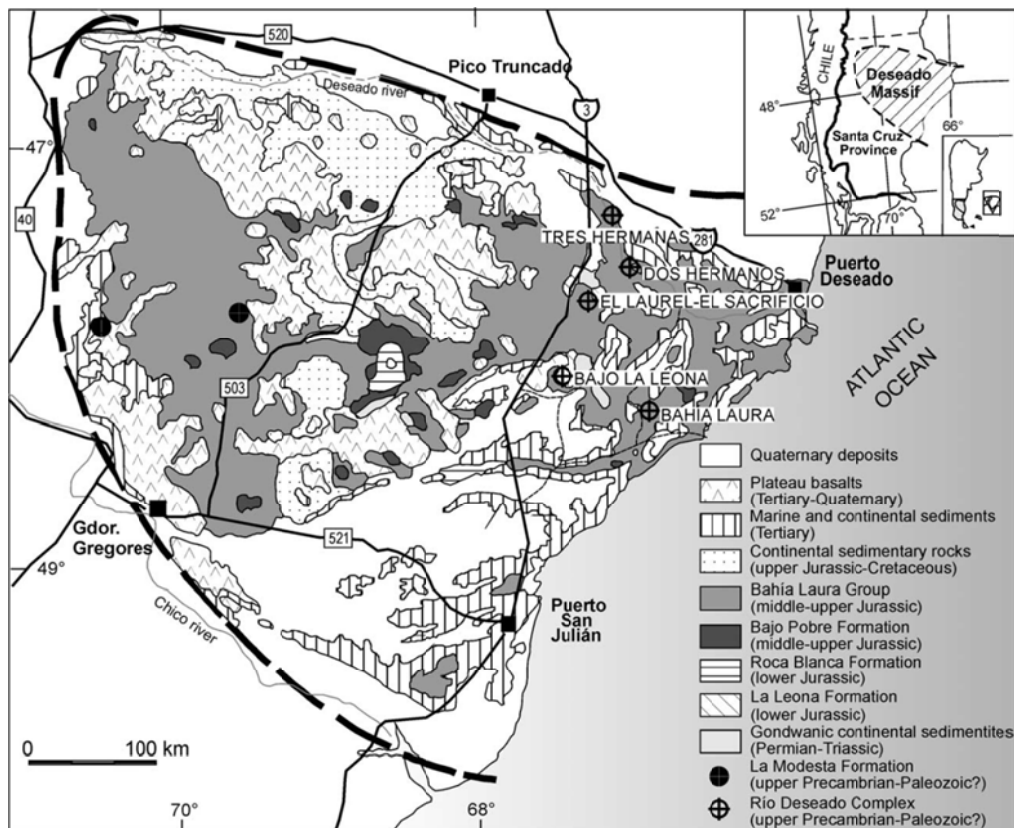 520
Pico Truncado
Deseado river
3
47°
40
TRES HERMANAS
281
DOS HERMANOS
Puerto
Deseado
EL LAUREL-EL SACRIFICIO
503
BAJO LA LEONA
BAHÍA LAURA
ATLANTIC
OCEAN
Gdor.
Gregores
521
49°
Chico river
Puerto
San
Julián
0 100 km
70°
68°
CHILE
Deseado
Massif
48°
66°
Santa Cruz
Province
52°
70°
Quaternary deposits
Plateau basalts
(Tertiary-Quaternary)
Marine and continental sediments
(Tertiary)
Continental sedimentary rocks
(upper Jurassic-Cretaceous)
Bahía Laura Group
(middle-upper Jurassic)
Bajo Pobre Formation
(middle-upper Jurassic)
Roca Blanca Formation
(lower Jurassic)
La Leona Formation
(lower Jurassic)
Gondwanic continental sedimentites
(Permian-Triassic)
La Modesta Formation
(upper Precambrian-Paleozoic?)
Río Deseado Complex
(upper Precambrian-Paleozoic?)